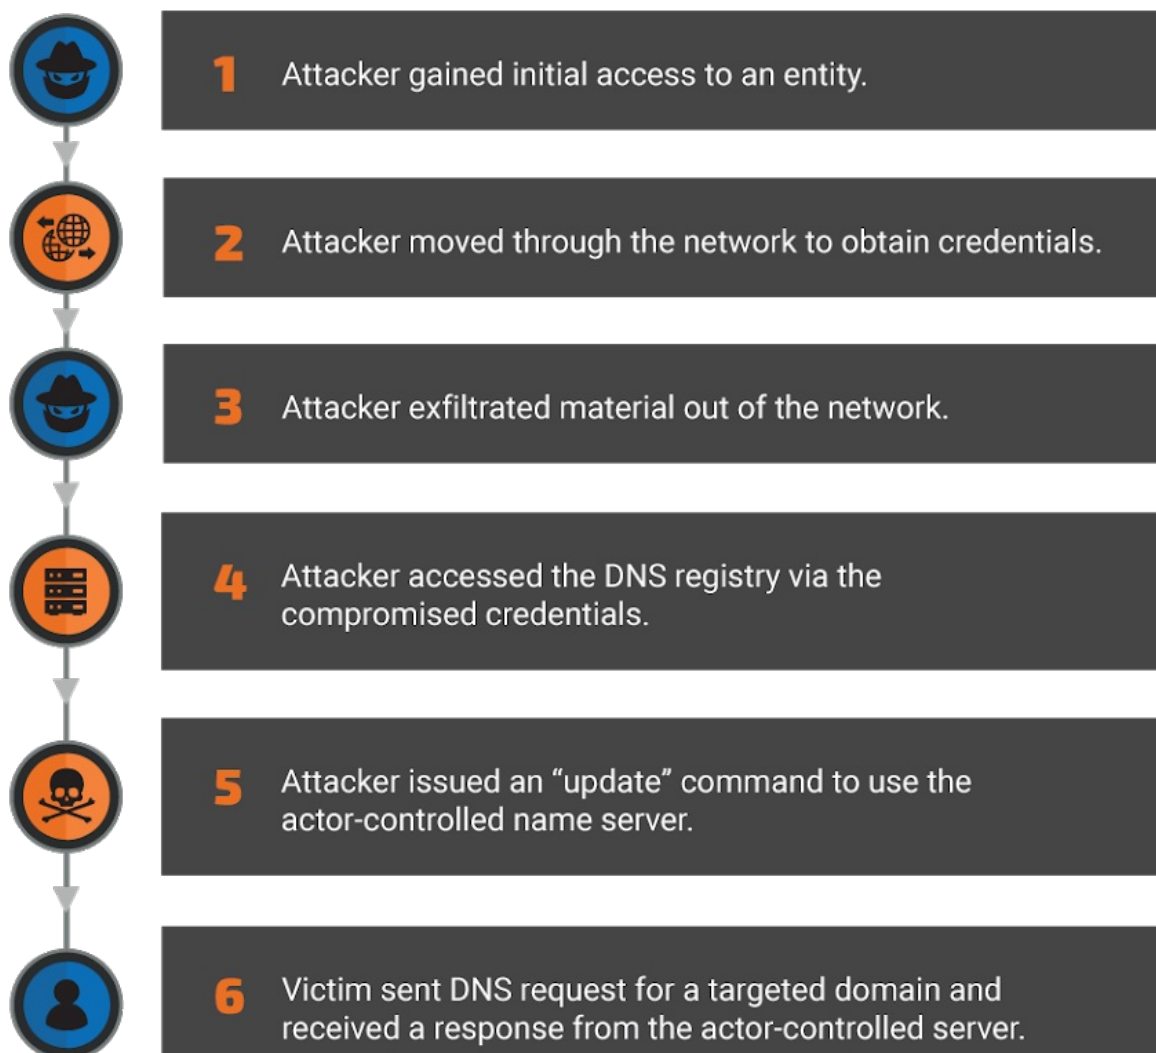 1 Attacker gained initial access to an entity.
2 Attacker moved through the network to obtain credentials.
3 Attacker exfiltrated material out of the network.
4 Attacker accessed the DNS registry via the
compromised credentials.
5 Attacker issued an “update” command to use the
actor-controlled name server.
6 Victim sent DNS request for a targeted domain and
received a response from the actor-controlled server.